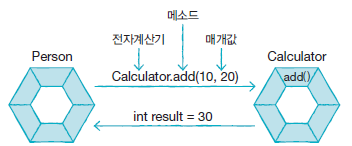 메소드
전자계산기 매개값
Person Calculator
Calculator.add(10, 20) add()
int result = 30